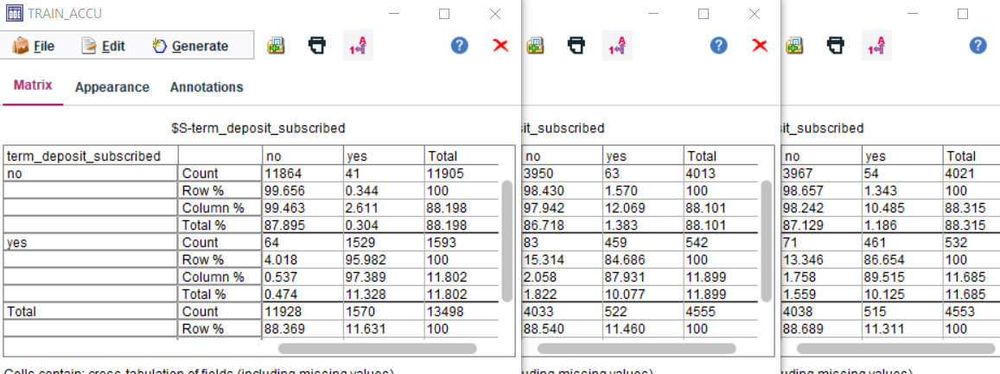 TRAIN_ACCU
File Edit Generate
Matrix Appearance Annotations
$S-term_deposit_subscribed it_subscribed it_subscribed
term_deposit_subscribed no yes Total no yes Total no yes Total
no Count 11864 41 11905 3950 63 4013 3967 54 4021
Row % 99.656 0.344 100 98.430 1.570 100 98.657 1.343 100
Column % 99.463 2.611 88.198 97.942 12.069 88.101 98.242 10.485 88.315
Total % 87.895 0.304 88.198 86.718 1.383 88.101 87.129 1.186 88.315
yes Count 64 1529 1593 83 459 542 71 461 532
Row % 4.018 95.982 100 15.314 84.686 100 13.346 86.654 100
Column % 0.537 97.389 11.802 2.058 87.931 11.899 1.758 89.515 11.685
Total % 0.474 11.328 11.802 1.822 10.077 11.899 1.559 10.125 11.685
Total Count 11928 1570 13498 4033 522 4555 4038 515 4553
Row % 88.369 11.631 100 88.540 11.460 100 88.689 11.311 100
Cells contain: cross-tabulation of fields (including missing values) uding missing values) uding missing values)